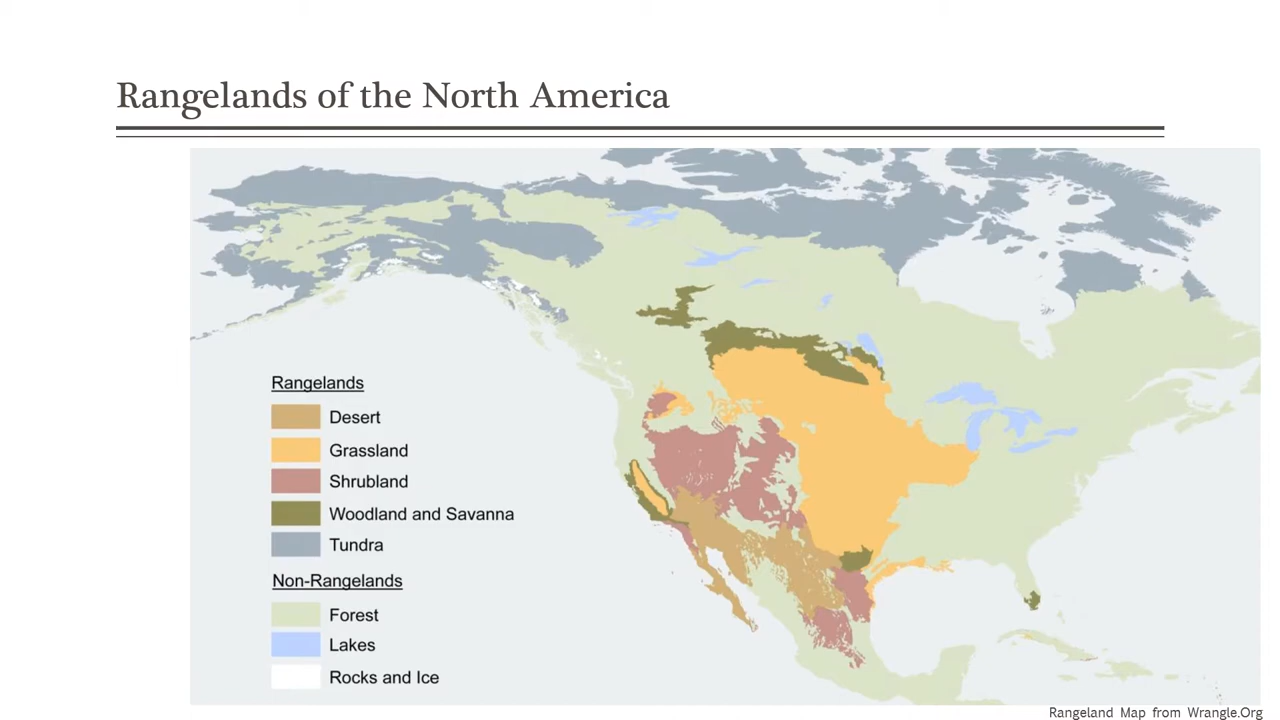 Rangelands of the North America
Rangelands
Desert
Grassland
Shrubland
Woodland and Savanna
Tundra
Non-Rangelands
Forest
Lakes
Rocks and Ice
Rangeland Map from Wrangle.Org